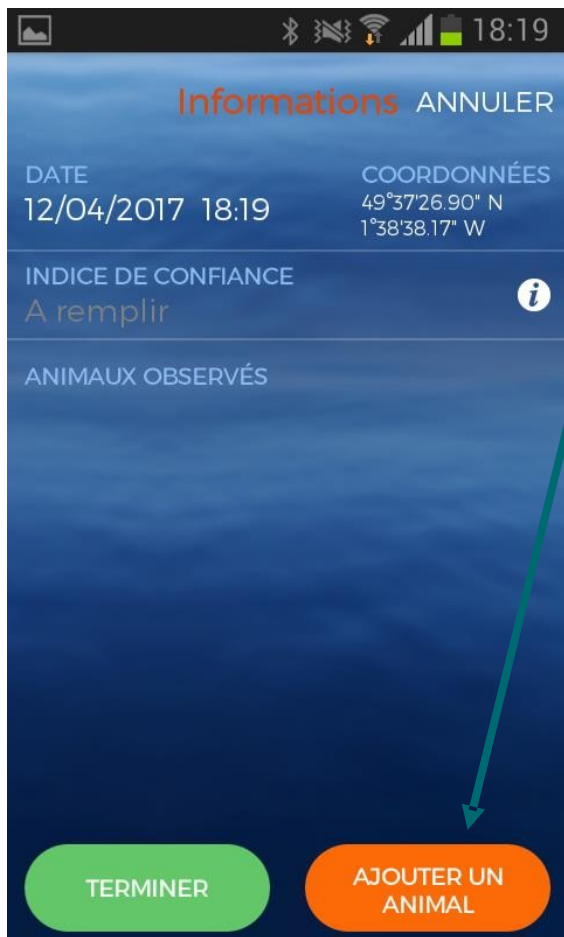 18:19
Informations ANNULER
DATE
12/04/2017 18:19
COORDONNÉES
49°37'26.90" N
1°38'38.17" W
INDICE DE CONFIANCE
A remplir
i
ANIMAUX OBSERVÉS
TERMINER
AJOUTER UN
ANIMAL